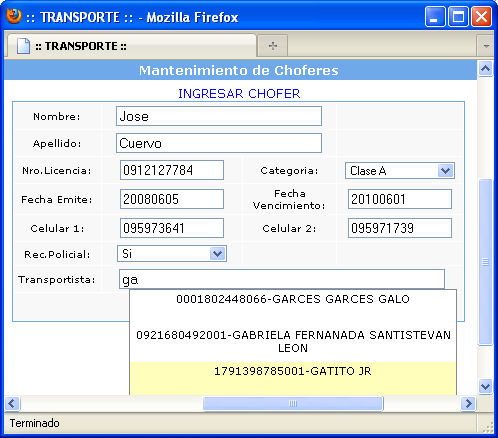 :: TRANSPORTE :: - Mozilla Firefox
:: TRANSPORTE ::
Mantenimiento de Choferes
INGRESAR CHOFER
Nombre: Jose
Apellido: Cuervo
Nro.Licencia: 0912127784 Categoria: Clase A
Fecha Emite: 20080605 Fecha Vencimiento: 20100601
Celular 1: 095973641 Celular 2: 095971739
Rec.Policial: Si
Transportista: ga
0001802448066-GARCES GARCES GALO
0921680492001-GABRIELA FERNANADA SANTISTEVAN
LEON
1791398785001-GATITO JR
Terminado